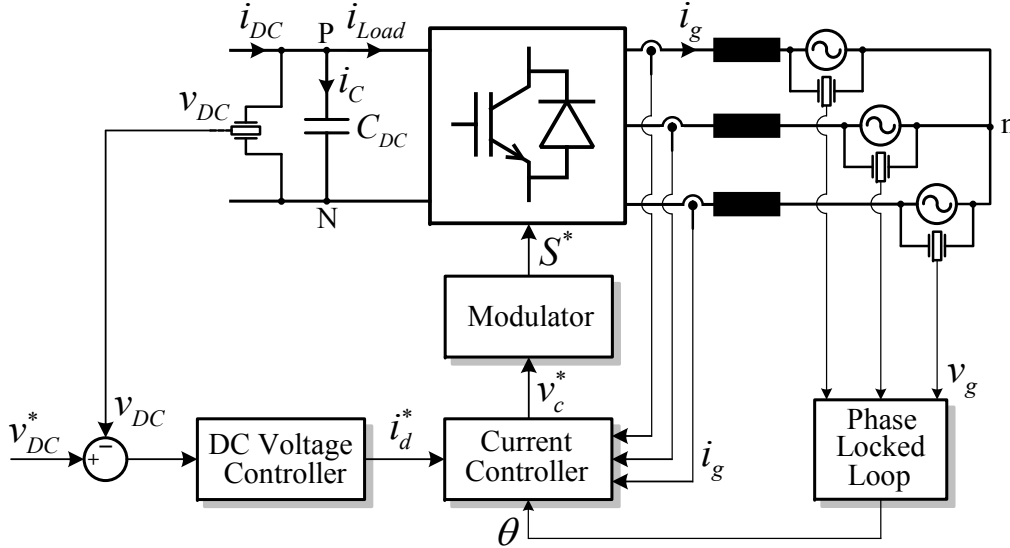 i_DC P i_Load i_g
i_C
v_DC C_DC
n
N
S*
Modulator
v_c*
v_g
v_DC
v_DC* + − DC Voltage Controller i_d* Current Controller i_g Phase Locked Loop
θ